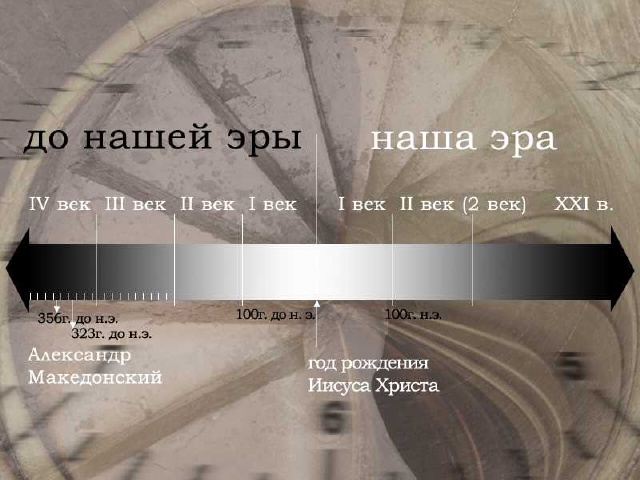 до нашей эры наша эра
IV век III век II век I век I век II век (2 век) XXI в.
356г. до н.э. 100г. до н. э. 100г. н.э.
323г. до н.э.
Александр
Македонский
год рождения
Иисуса Христа
6